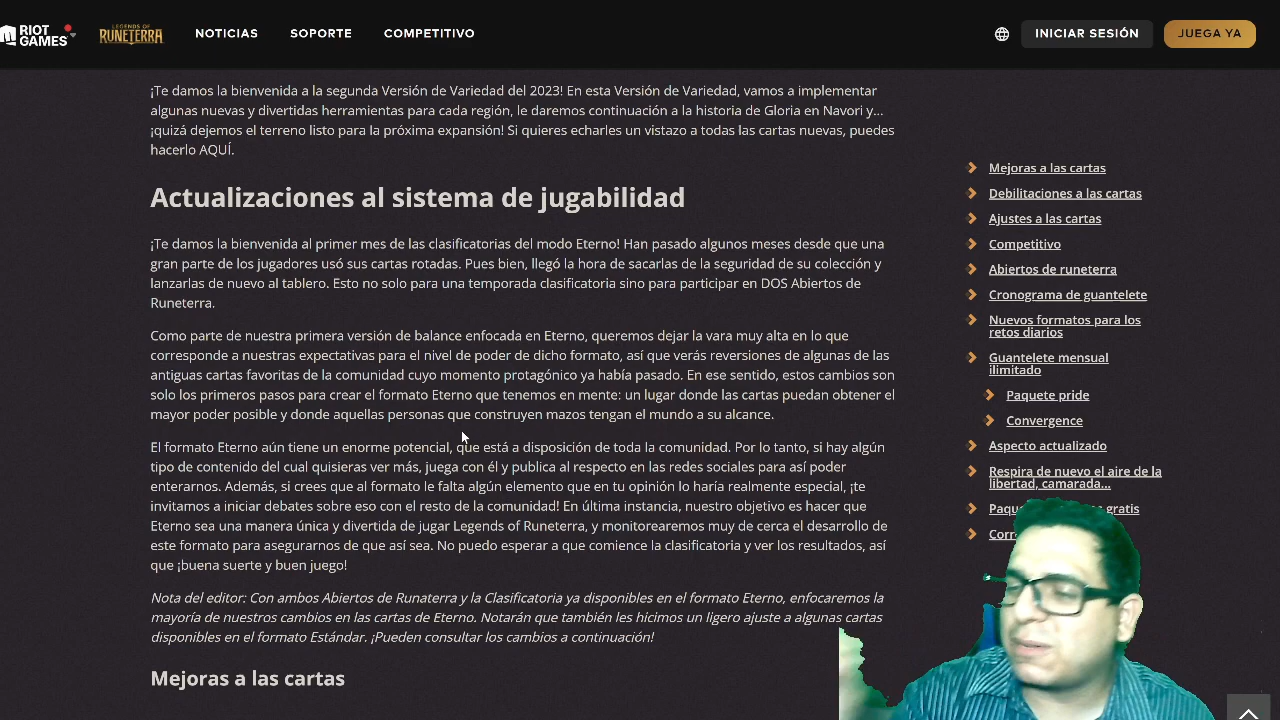 RIOT
GAMES
LEGENDS OF
RUNETERRA
NOTICIAS
SOPORTE
COMPETITIVO
INICIAR SESIÓN
JUEGA YA
¡Te damos la bienvenida a la segunda Versión de Variedad del 2023! En esta Versión de Variedad, vamos a implementar
algunas nuevas y divertidas herramientas para cada región, le daremos continuación a la historia de Gloria en Navori y...
¡quizá dejemos el terreno listo para la próxima expansión! Si quieres echarles un vistazo a todas las cartas nuevas, puedes
hacerlo AQUÍ.
Actualizaciones al sistema de jugabilidad
¡Te damos la bienvenida al primer mes de las clasificatorias del modo Eterno! Han pasado algunos meses desde que una
gran parte de los jugadores usó sus cartas rotadas. Pues bien, llegó la hora de sacarlas de la seguridad de su colección y
lanzarlas de nuevo al tablero. Esto no solo para una temporada clasificatoria sino para participar en DOS Abiertos de
Runeterra.
Como parte de nuestra primera versión de balance enfocada en Eterno, queremos dejar la vara muy alta en lo que
corresponde a nuestras expectativas para el nivel de poder de dicho formato, así que verás reversiones de algunas de las
antiguas cartas favoritas de la comunidad cuyo momento protagónico ya había pasado. En ese sentido, estos cambios son
solo los primeros pasos para crear el formato Eterno que tenemos en mente: un lugar donde las cartas puedan obtener el
mayor poder posible y donde aquellas personas que construyen mazos tengan el mundo a su alcance.
El formato Eterno aún tiene un enorme potencial, que está a disposición de toda la comunidad. Por lo tanto, si hay algún
tipo de contenido del cual quisieras ver más, juega con él y publica al respecto en las redes sociales para así poder
enterarnos. Además, si crees que al formato le falta algún elemento que en tu opinión lo haría realmente especial, ¡te
invitamos a iniciar debates sobre eso con el resto de la comunidad! En última instancia, nuestro objetivo es hacer que
Eterno sea una manera única y divertida de jugar Legends of Runeterra, y monitorearemos muy de cerca el desarrollo de
este formato para asegurarnos de que así sea. No puedo esperar a que comience la clasificatoria y ver los resultados, así
que ¡buena suerte y buen juego!
Nota del editor: Con ambos Abiertos de Runaterra y la Clasificatoria ya disponibles en el formato Eterno, enfocaremos la
mayoría de nuestros cambios en las cartas de Eterno. Notarán que también les hicimos un ligero ajuste a algunas cartas
disponibles en el formato Estándar. ¡Pueden consultar los cambios a continuación!
Mejoras a las cartas
Mejoras a las cartas
Debilitaciones a las cartas
Ajustes a las cartas
Competitivo
Abiertos de runeterra
Cronograma de guantelete
Nuevos formatos para los
retos diarios
Guantelete mensual
ilimitado
Paquete pride
Convergence
Aspecto actualizado
Respira de nuevo el aire de la
libertad, camarada...
gratis